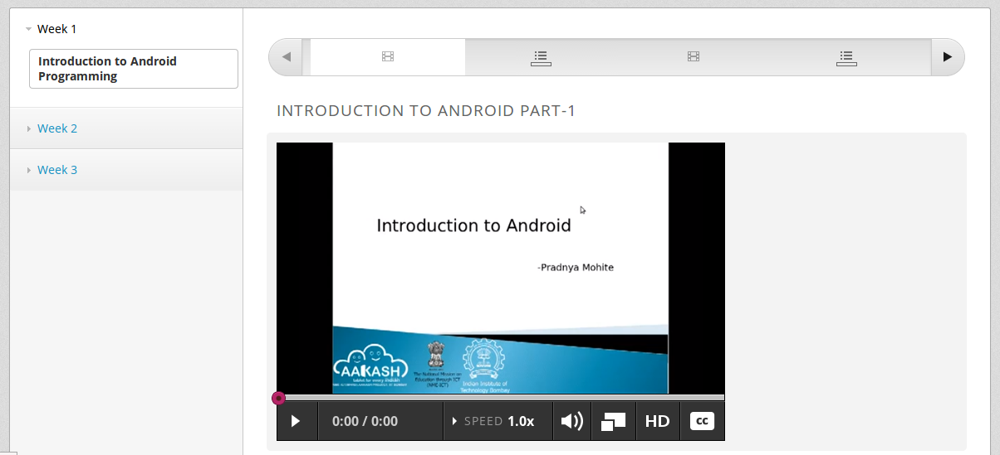 Week 1
Introduction to Android
Programming
Week 2
Week 3
INTRODUCTION TO ANDROID PART-1
Introduction to Android
-Pradnya Mohite
AAKASH
The National Mission on
Education through ICT
(NME-ICT)
Indian Institute of
Technology Bombay
0:00 / 0:00
SPEED 1.0x
HD
cc